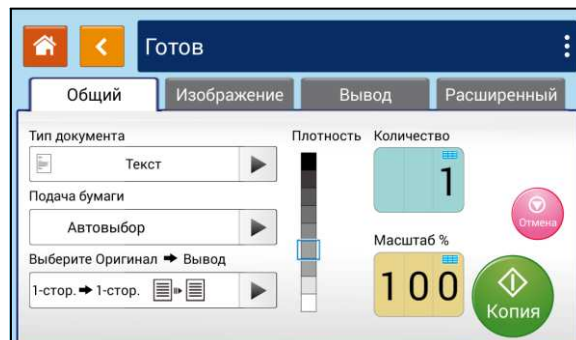 Готов
Общий Изображение Вывод Расширенный
Тип документа
Текст
Подача бумаги
Автовыбор
Выберите Оригинал ➡ Вывод
1-стор. ➡ 1-стор.
Плотность
Количество
1
Масштаб %
100
Отмена
Копия